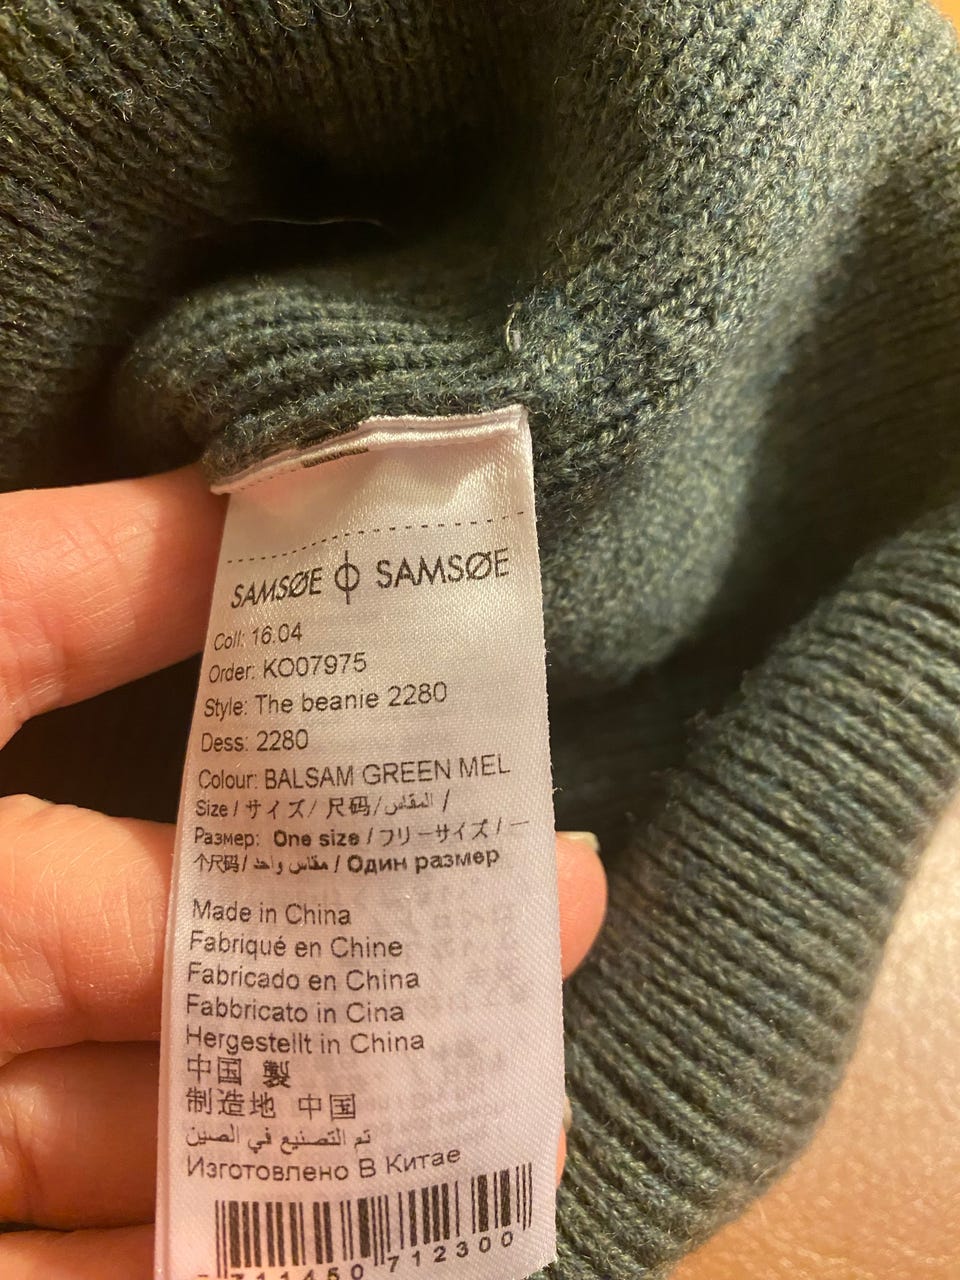 SAMSØE ϕ SAMSØE
Coll: 16.04
Order: KO07975
Style: The beanie 2280
Dess: 2280
Colour: BALSAM GREEN MEL
Size / サイズ / 尺码 / المقاس /
Размер: One size / フリーサイズ / 一
个尺码 / مقاس واحد / Один размер
Made in China
Fabriqué en Chine
Fabricado en China
Fabbricato in Cina
Hergestellt in China
中国 製
制造地 中国
تم التصنيع في الصين
Изготовлено В Китае
712300